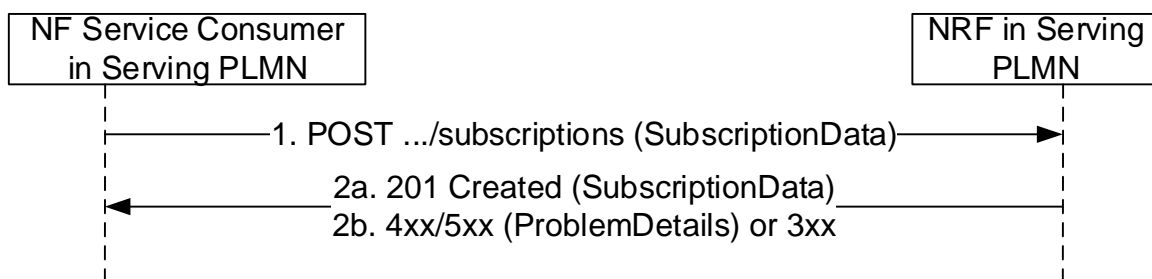 NF Service Consumer
in Serving PLMN
NRF in Serving
PLMN
1. POST .../subscriptions (SubscriptionData)
2a. 201 Created (SubscriptionData)
2b. 4xx/5xx (ProblemDetails) or 3xx